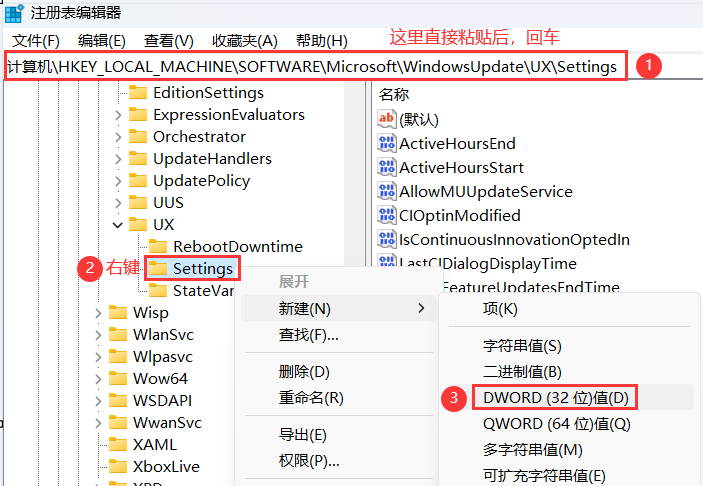 注册表编辑器
文件(F) 编辑(E) 查看(V) 收藏夹(A) 帮助(H) 这里直接粘贴后，回车
计算机\HKEY_LOCAL_MACHINE\SOFTWARE\Microsoft\WindowsUpdate\UX\Settings 1
EditionSettings
ExpressionEvaluators
Orchestrator
UpdateHandlers
UpdatePolicy
UUS
UX
RebootDowntime
2 右键 Settings
StateVar
Wisp
WlanSvc
Wlpasvc
Wow64
WSDAPI
WwanSvc
XAML
XboxLive
名称
ab (默认)
ActiveHoursEnd
ActiveHoursStart
AllowMUUpdateService
CIOptinModified
IsContinuousInnovationOptedIn
LastCIDialogDisplayTime
FeatureUpdatesEndTime
展开
新建(N)
查找(F)...
删除(D)
重命名(R)
导出(E)
权限(P)...
项(K)
字符串值(S)
二进制值(B)
3 DWORD (32 位)值(D)
QWORD (64 位)值(Q)
多字符串值(M)
可扩充字符串值(E)